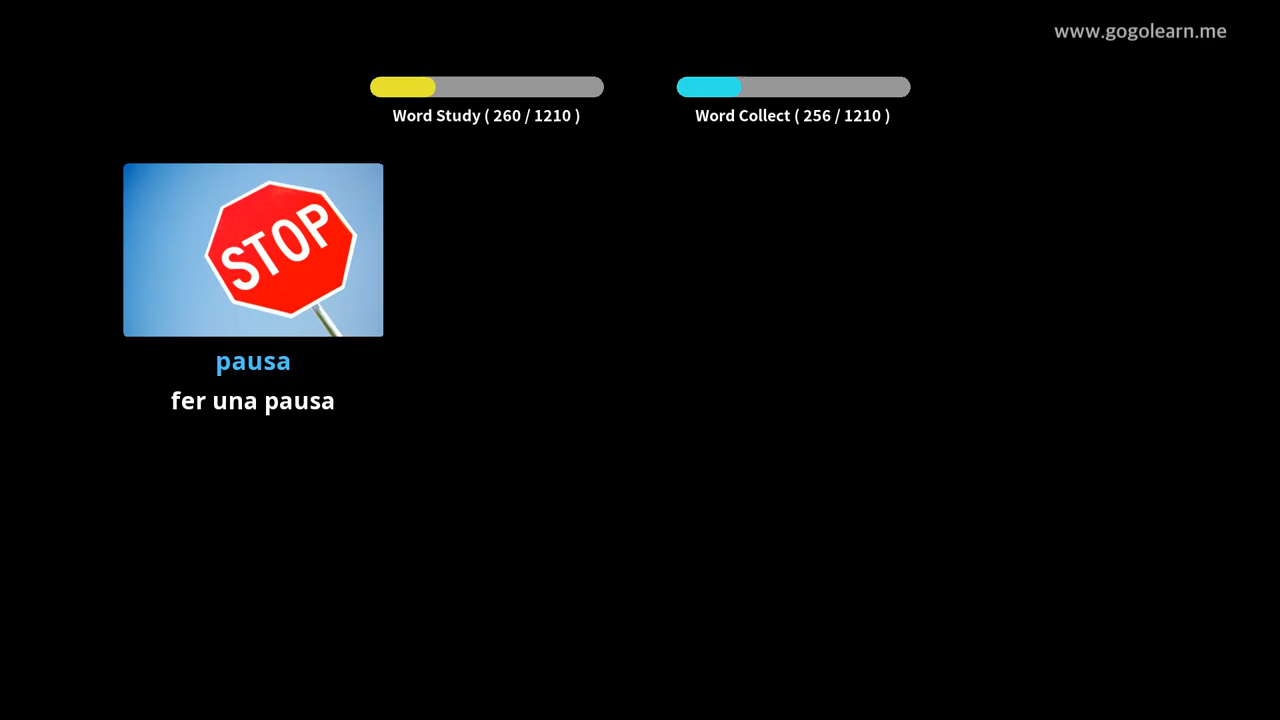 www.gogolearn.me
Word Study ( 260 / 1210 )
Word Collect ( 256 / 1210 )
STOP
pausa
fer una pausa